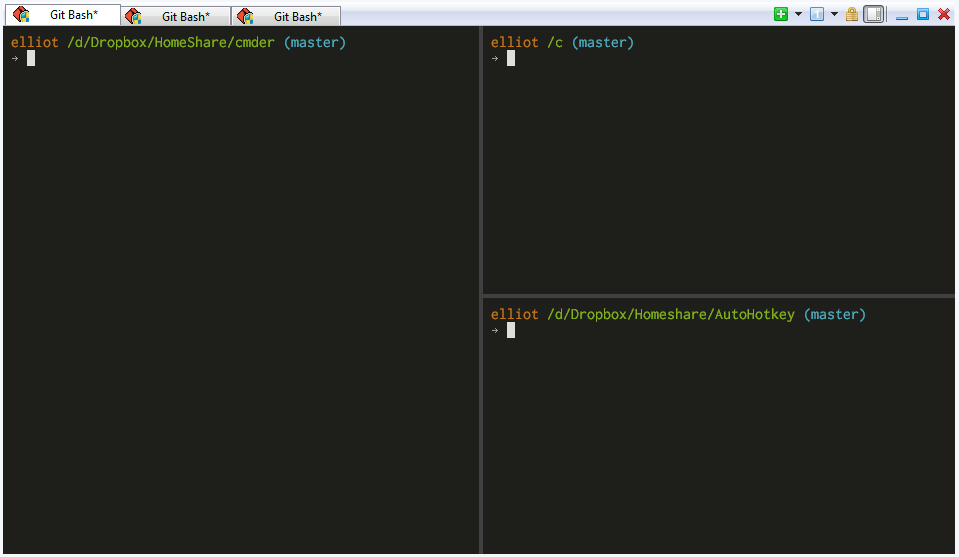 Git Bash*
Git Bash*
Git Bash*
elliot /d/Dropbox/HomeShare/cmder (master)
→
elliot /c (master)
→
elliot /d/Dropbox/Homeshare/AutoHotkey (master)
→